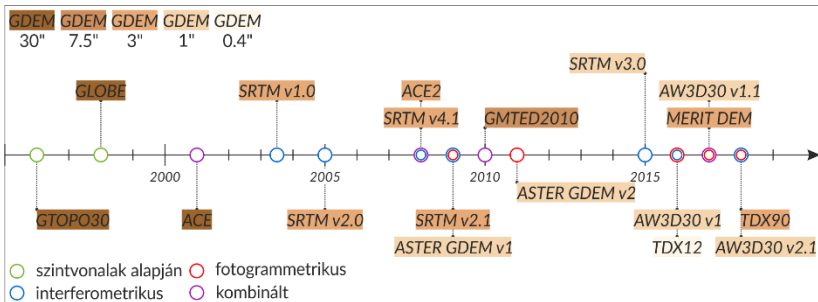 GDEM GDEM GDEM GDEM GDEM
30" 7.5" 3" 1" 0.4"
SRTM v3.0
GLOBE SRTM v1.0 ACE2 AW3D30 v1.1
SRTM v4.1 GMTED2010 MERIT DEM
2000 2005 2010 2015
ASTER GDEM v2
GTOPO30 ACE SRTM v2.0 SRTM v2.1 AW3D30 v1 TDX90
ASTER GDEM v1 TDX12 AW3D30 v2.1
szintvonalak alapján fotogrammetrikus
interferometrikus kombinált